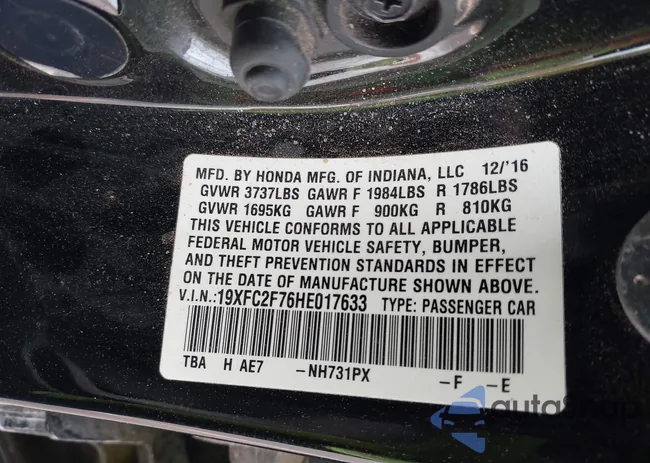 MFD. BY HONDA MFG. OF INDIANA, LLC 12/'16
GVWR 3737LBS GAWR F 1984LBS R 1786LBS
GVWR 1695KG GAWR F 900KG R 810KG
THIS VEHICLE CONFORMS TO ALL APPLICABLE
FEDERAL MOTOR VEHICLE SAFETY, BUMPER,
AND THEFT PREVENTION STANDARDS IN EFFECT
ON THE DATE OF MANUFACTURE SHOWN ABOVE.
V.I.N.:19XFC2F76HE017633 TYPE: PASSENGER CAR
TBA H AE7 -NH731PX -F -E
autoshop